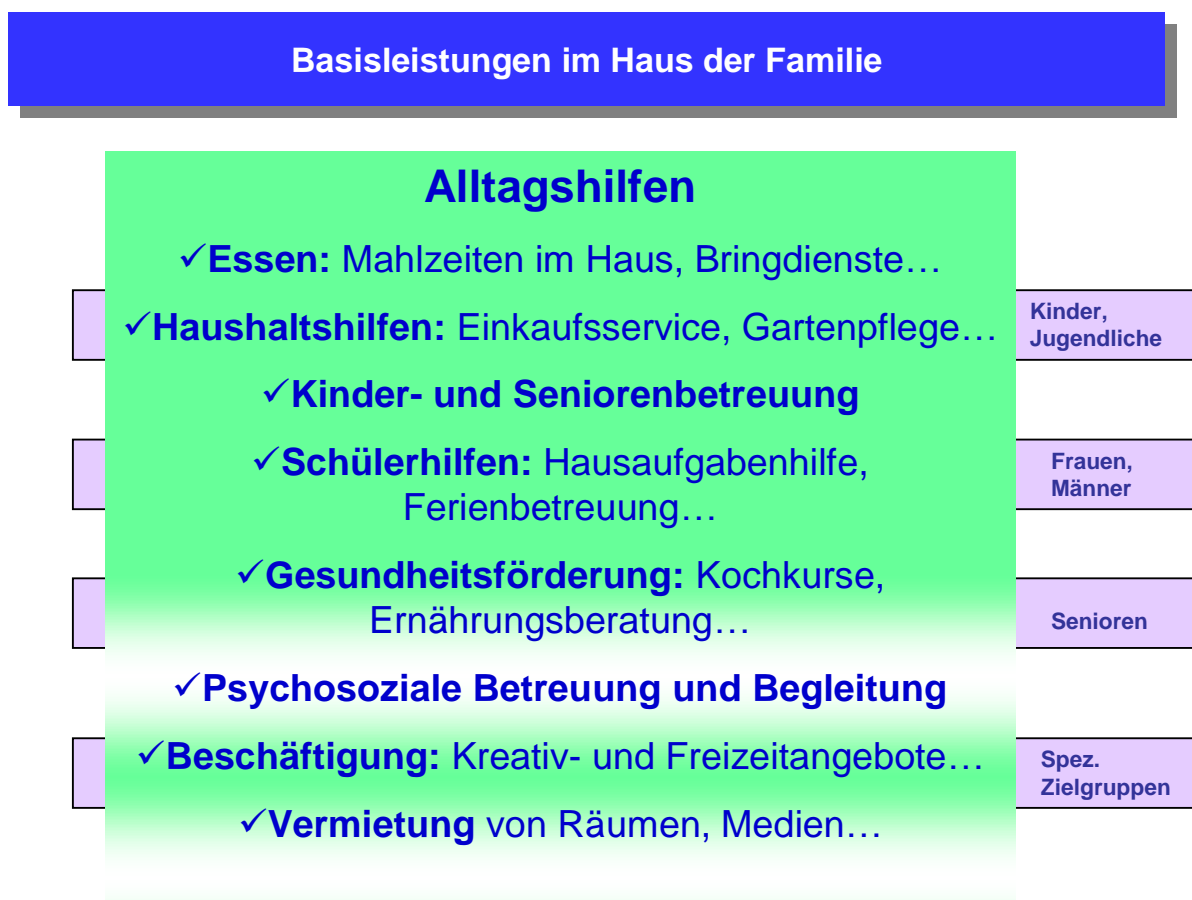 Basisleistungen im Haus der Familie
Alltagshilfen
✓Essen: Mahlzeiten im Haus, Bringdienste…
✓Haushaltshilfen: Einkaufsservice, Gartenpflege…
✓Kinder- und Seniorenbetreuung
✓Schülerhilfen: Hausaufgabenhilfe,
Ferienbetreuung…
✓Gesundheitsförderung: Kochkurse,
Ernährungsberatung…
✓Psychosoziale Betreuung und Begleitung
✓Beschäftigung: Kreativ- und Freizeitangebote…
✓Vermietung von Räumen, Medien…
Kinder,
Jugendliche
Frauen,
Männer
Senioren
Spez.
Zielgruppen